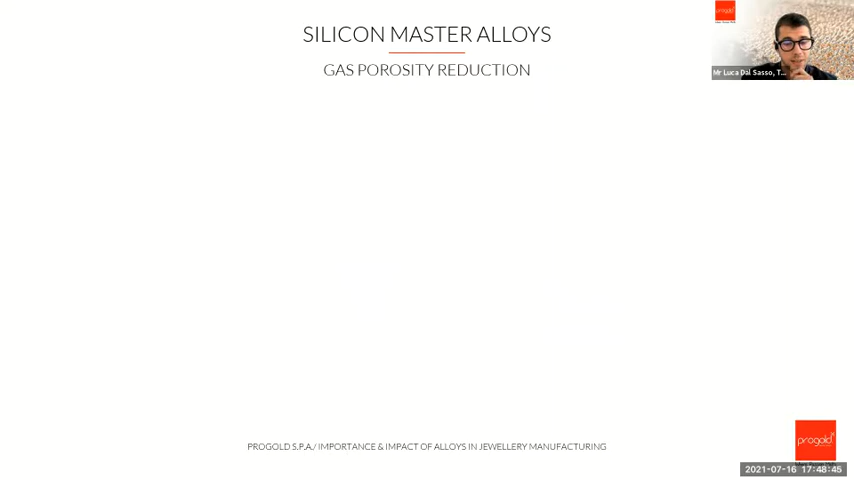 SILICON MASTER ALLOYS
GAS POROSITY REDUCTION
progold
Mr Luca Dal Sasso, T...
PROGOLD S.P.A./ IMPORTANCE & IMPACT OF ALLOYS IN JEWELLERY MANUFACTURING
progold
2021-07-16 17:48:45